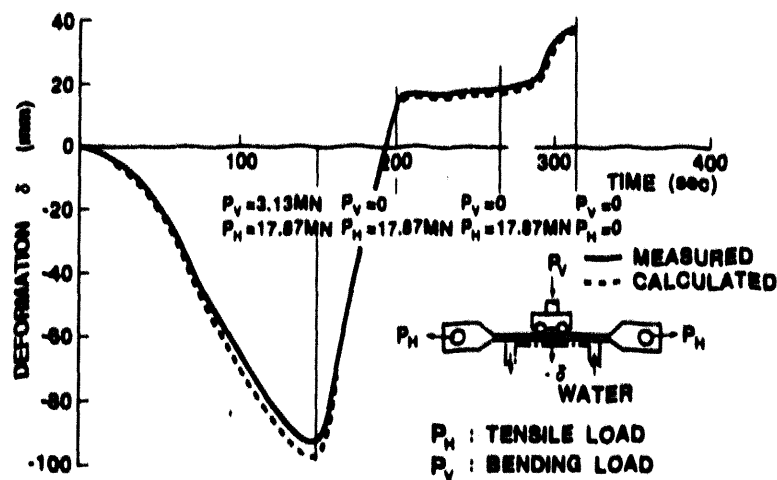 40
20
0
-20
-40
-60
-80
-100
DEFORMATION δ (mm)
100
200
300
400
TIME (sec)
P_V=3.13MN P_V=0 P_V=0 P_V=0
P_H=17.87MN P_H=17.87MN P_H=17.87MN P_H=0
MEASURED
CALCULATED
P_V
P_H
P_H
δ
WATER
P_H : TENSILE LOAD
P_V : BENDING LOAD